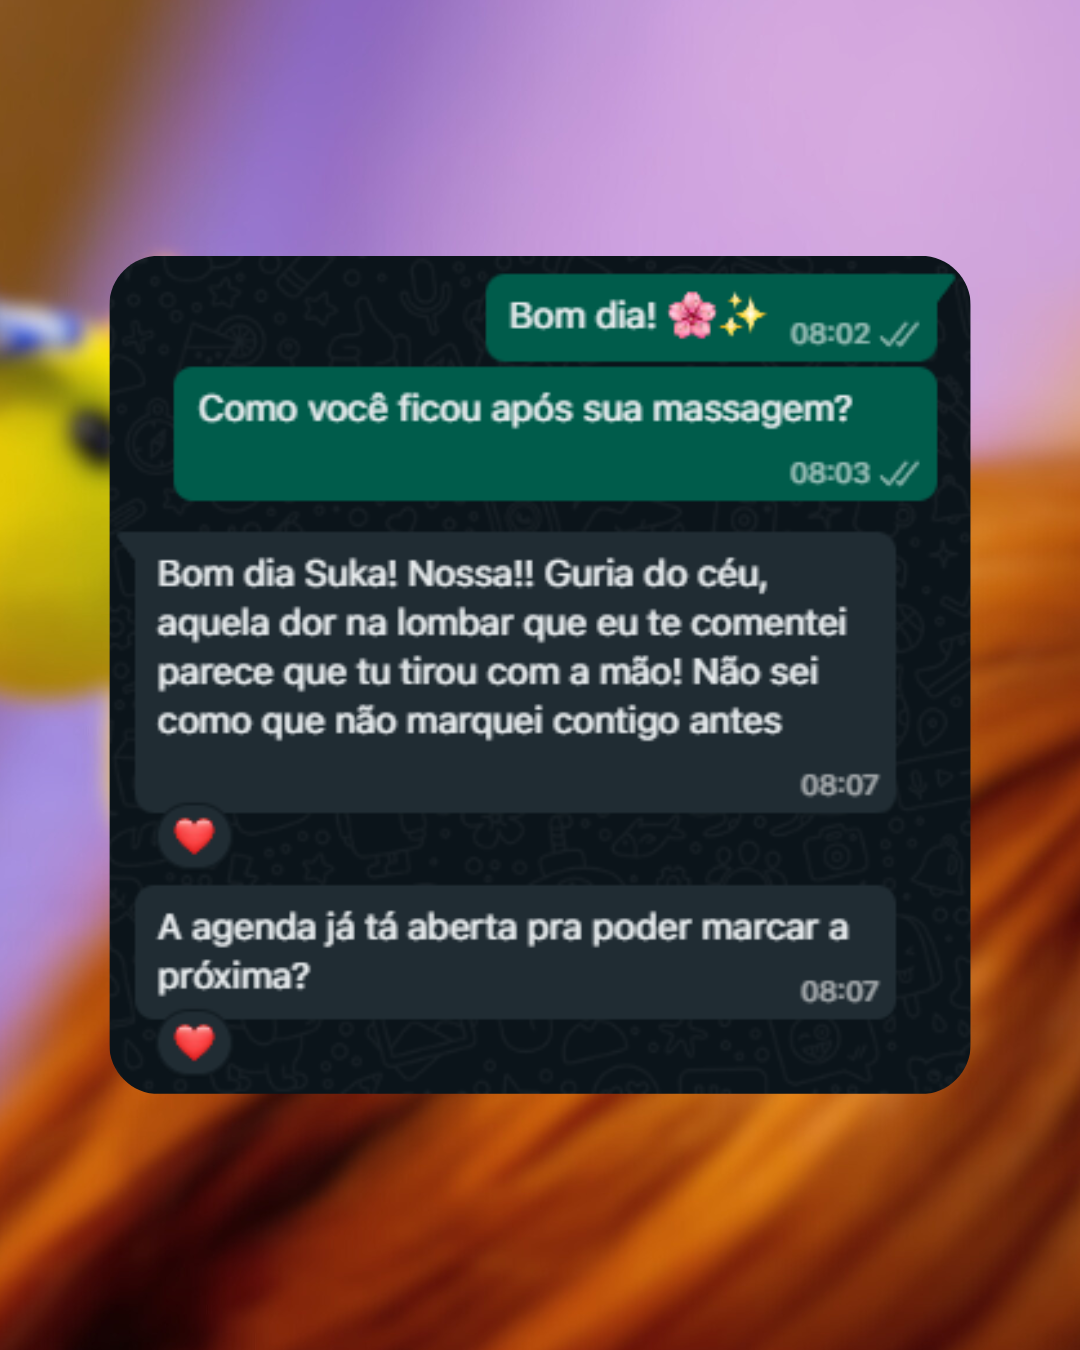 Bom dia! 🌸✨ 08:02
Como você ficou após sua massagem?
08:03
Bom dia Suka! Nossa!! Guria do céu,
aquela dor na lombar que eu te comentei
parece que tu tirou com a mão! Não sei
como que não marquei contigo antes
08:07
❤️
A agenda já tá aberta pra poder marcar a
próxima? 08:07
❤️